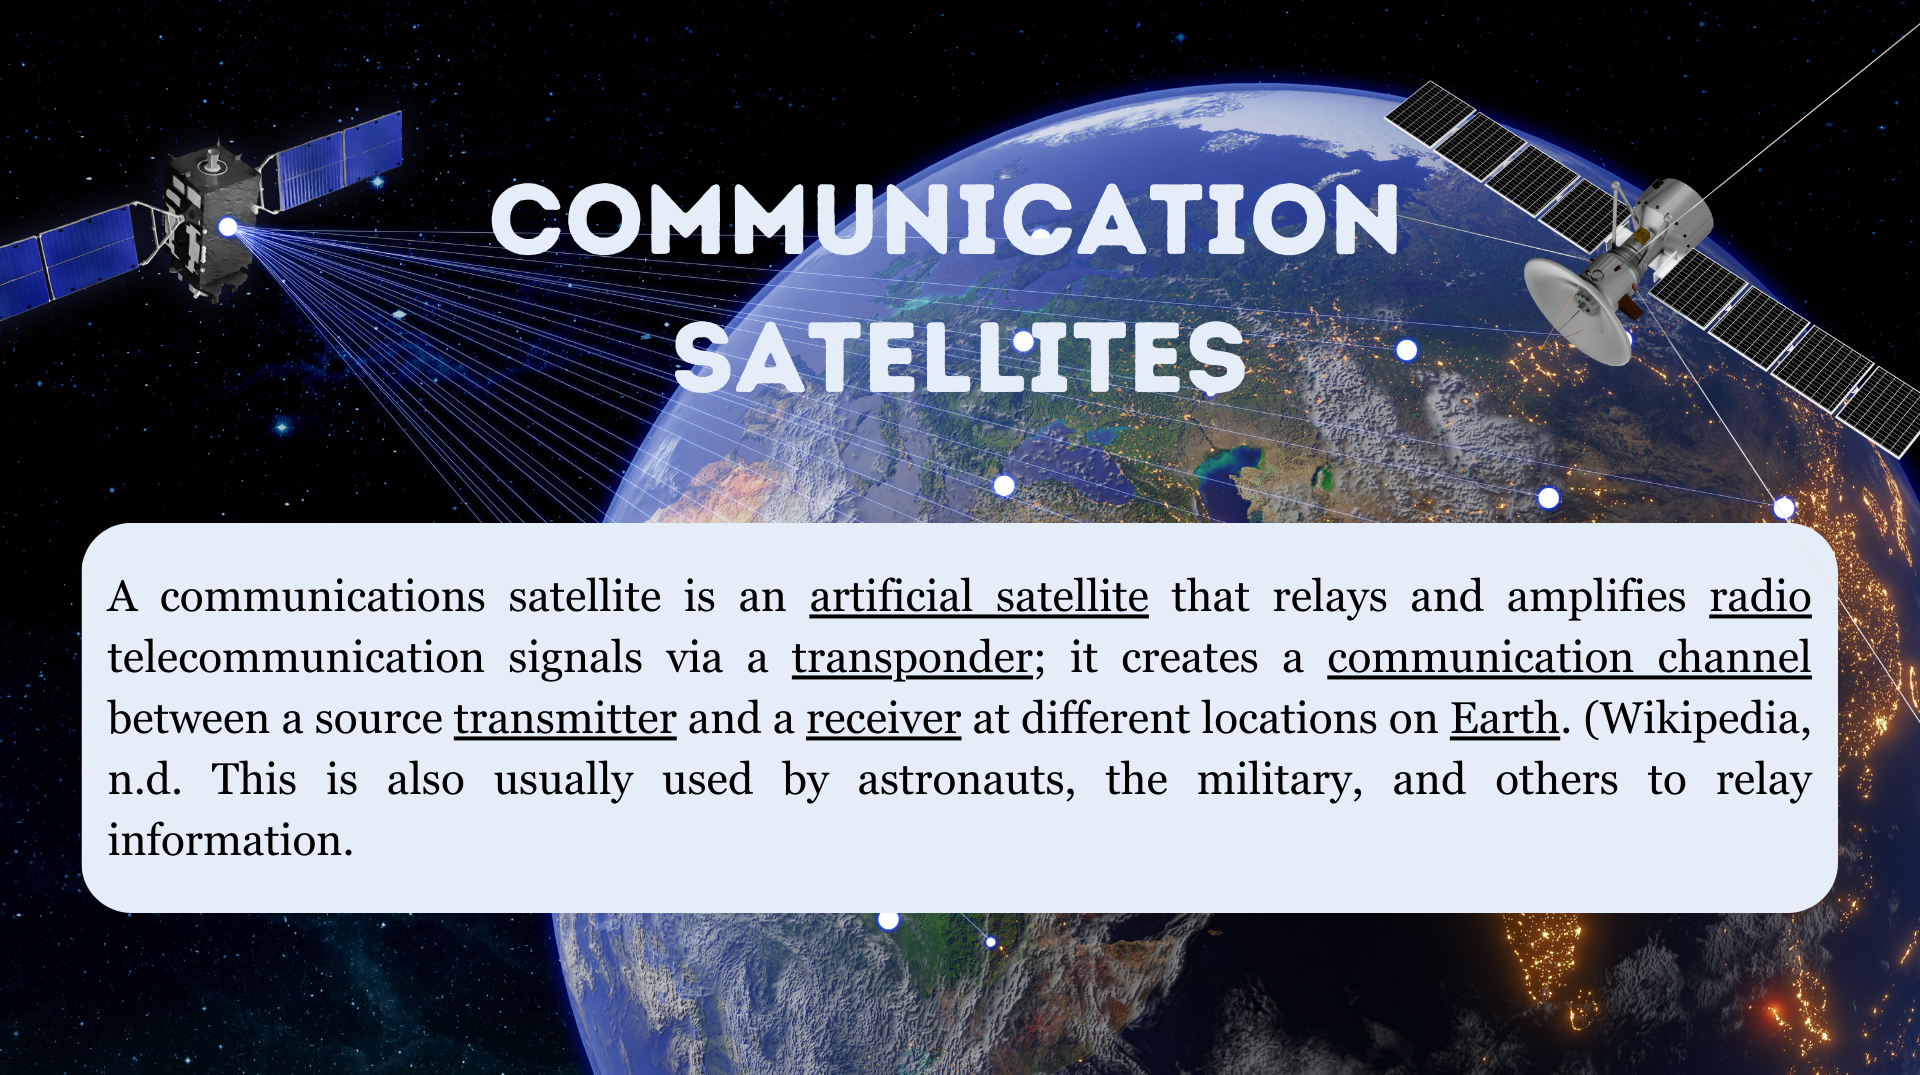 COMMUNICATION
SATELLITES
A communications satellite is an artificial satellite that relays and amplifies radio
telecommunication signals via a transponder; it creates a communication channel
between a source transmitter and a receiver at different locations on Earth. (Wikipedia,
n.d. This is also usually used by astronauts, the military, and others to relay
information.